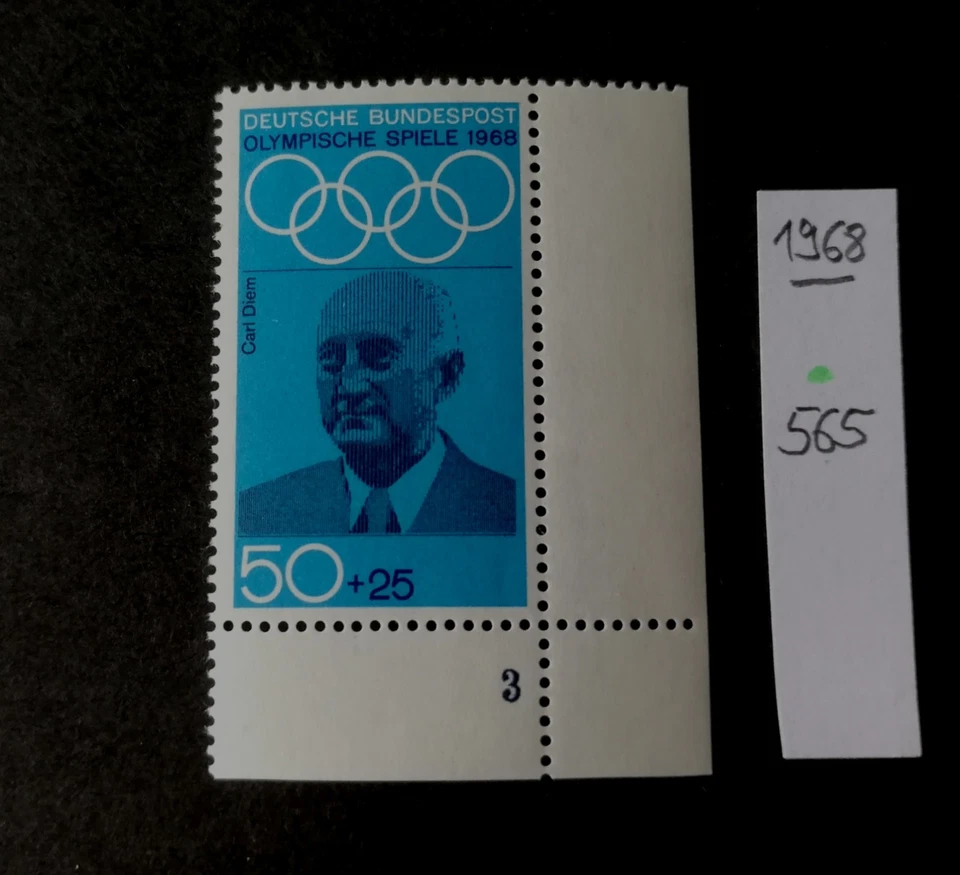 DEUTSCHE BUNDESPOST
OLYMPISCHE SPIELE 1968
Carl Diem
50+25
3
1968
565